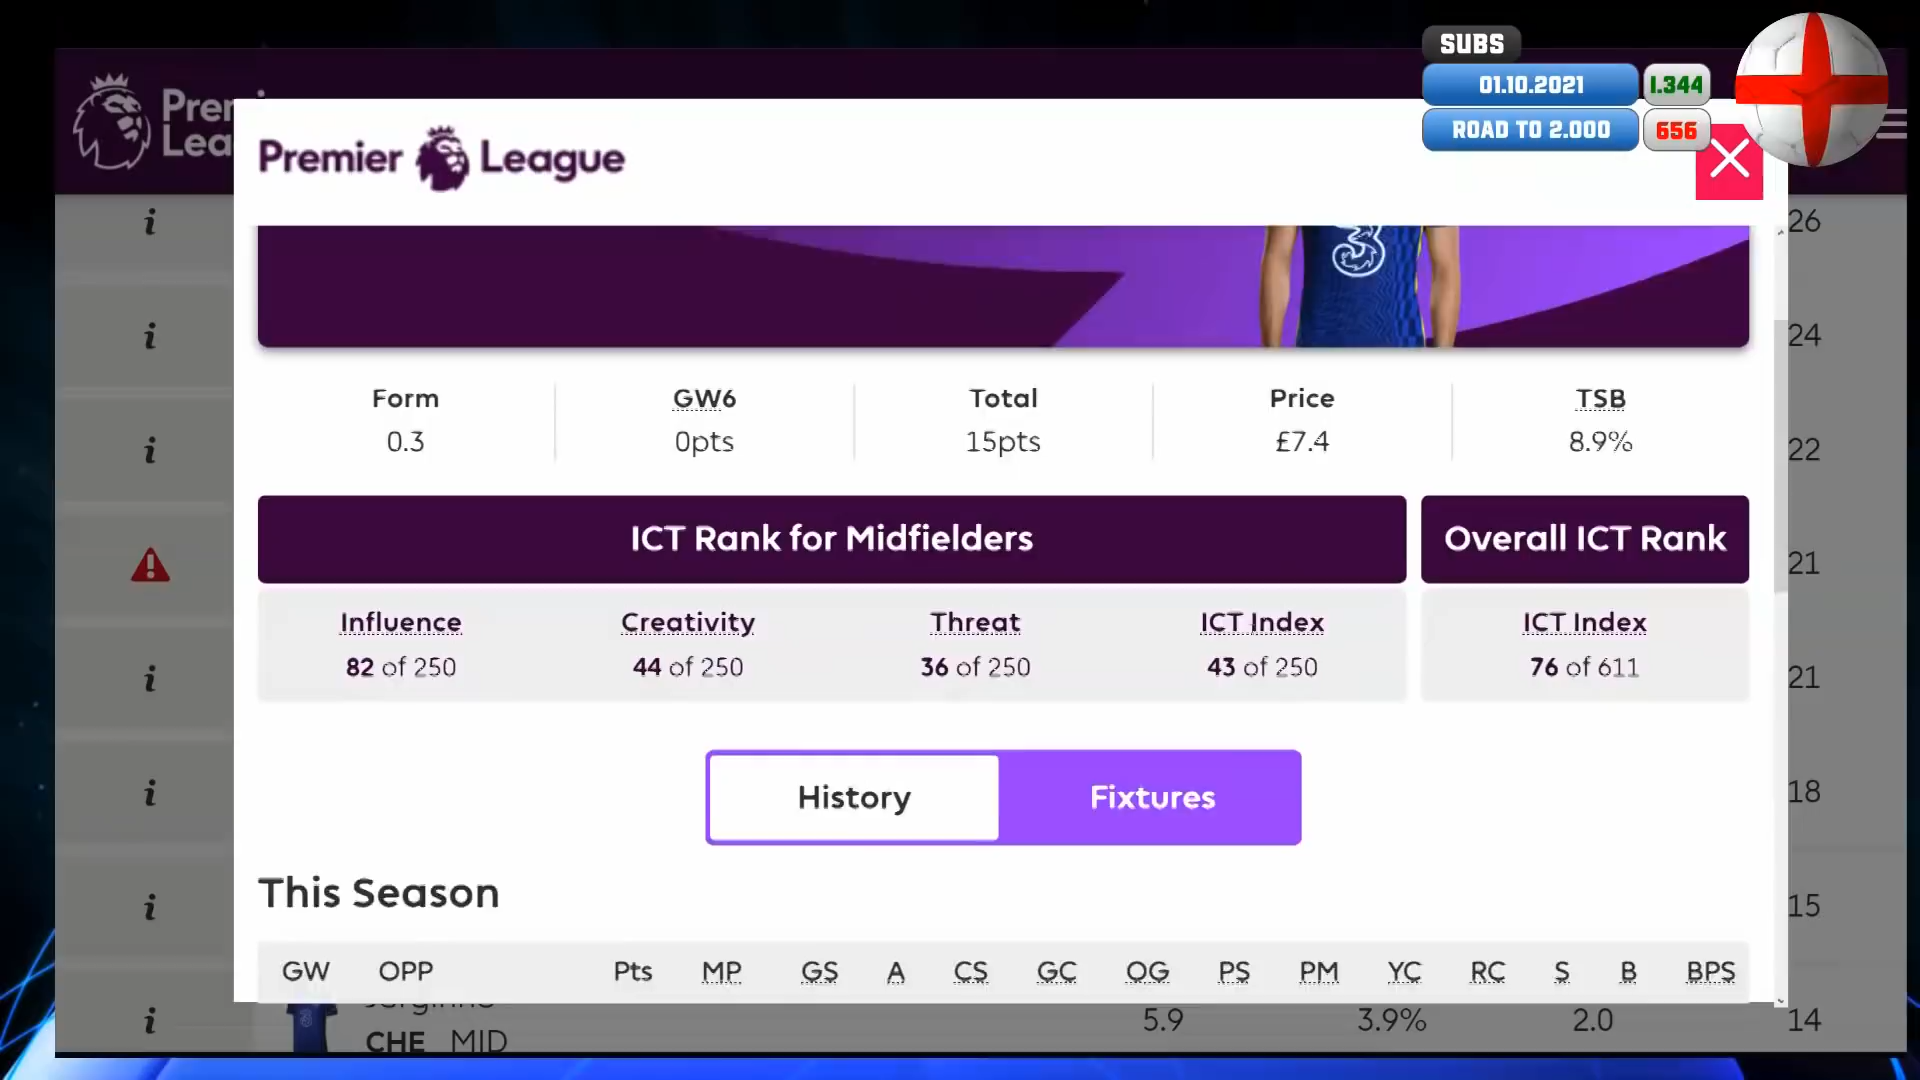 SUBS
01.10.2021 1.344
ROAD TO 2.000 656
Premier League
26
24
22
21
21
18
15
14
Form GW6 Total Price TSB
0.3 0pts 15pts £7.4 8.9%
ICT Rank for Midfielders Overall ICT Rank
Influence Creativity Threat ICT Index ICT Index
82 of 250 44 of 250 36 of 250 43 of 250 76 of 611
History Fixtures
This Season
GW OPP Pts MP GS A CS GC OG PS PM YC RC S B BPS
5.9 3.9% 2.0
CHE MID